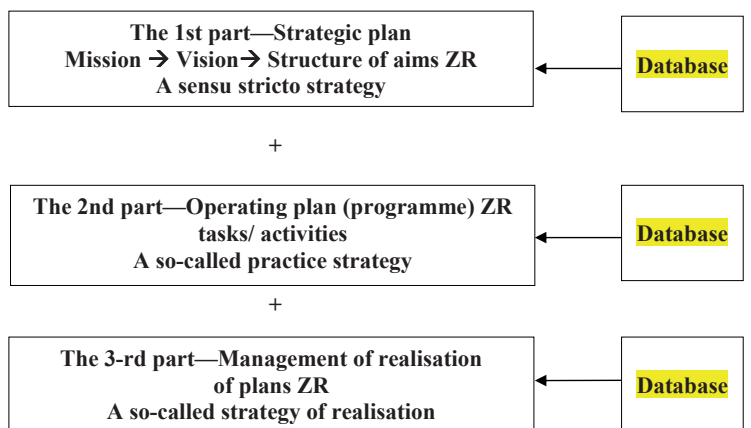 The 1st part—Strategic plan
Mission → Vision→ Structure of aims ZR
A sensu stricto strategy
Database
+
The 2nd part—Operating plan (programme) ZR
tasks/ activities
A so-called practice strategy
Database
+
The 3-rd part—Management of realisation
of plans ZR
A so-called strategy of realisation
Database